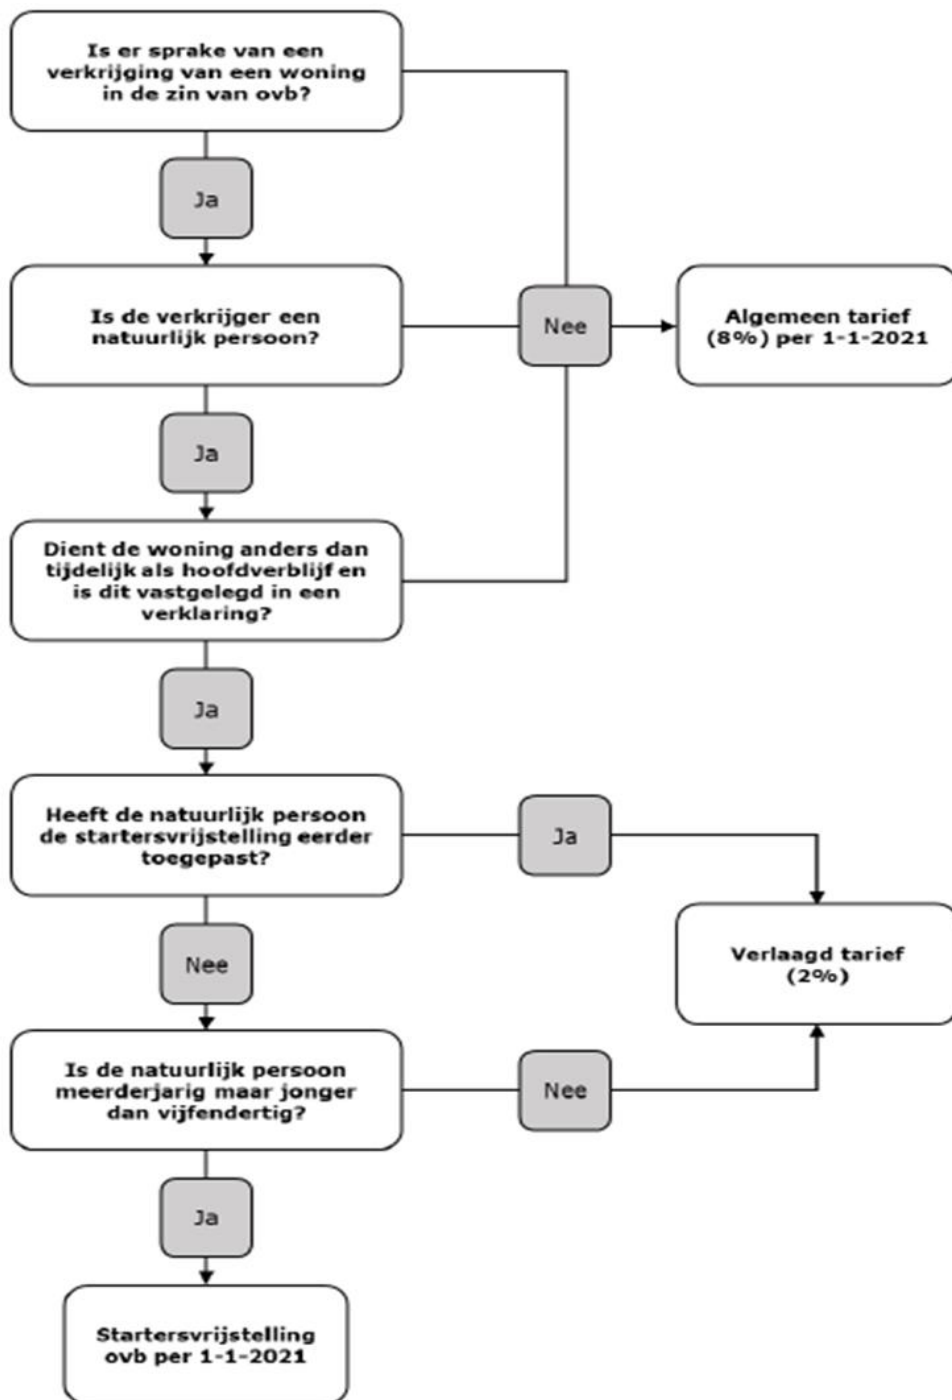 Is er sprake van een
verkrijging van een woning
in de zin van ovb?
Ja
Is de verkrijger een
natuurlijk persoon?
Nee
Algemeen tarief
(8%) per 1-1-2021
Ja
Dient de woning anders dan
tijdelijk als hoofdverblijf en
is dit vastgelegd in een
verklaring?
Ja
Heeft de natuurlijk persoon
de startersvrijstelling eerder
toegepast?
Ja
Verlaagd tarief
(2%)
Nee
Is de natuurlijk persoon
meerderjarig maar jonger
dan vijfendertig?
Nee
Ja
Startersvrijstelling
ovb per 1-1-2021